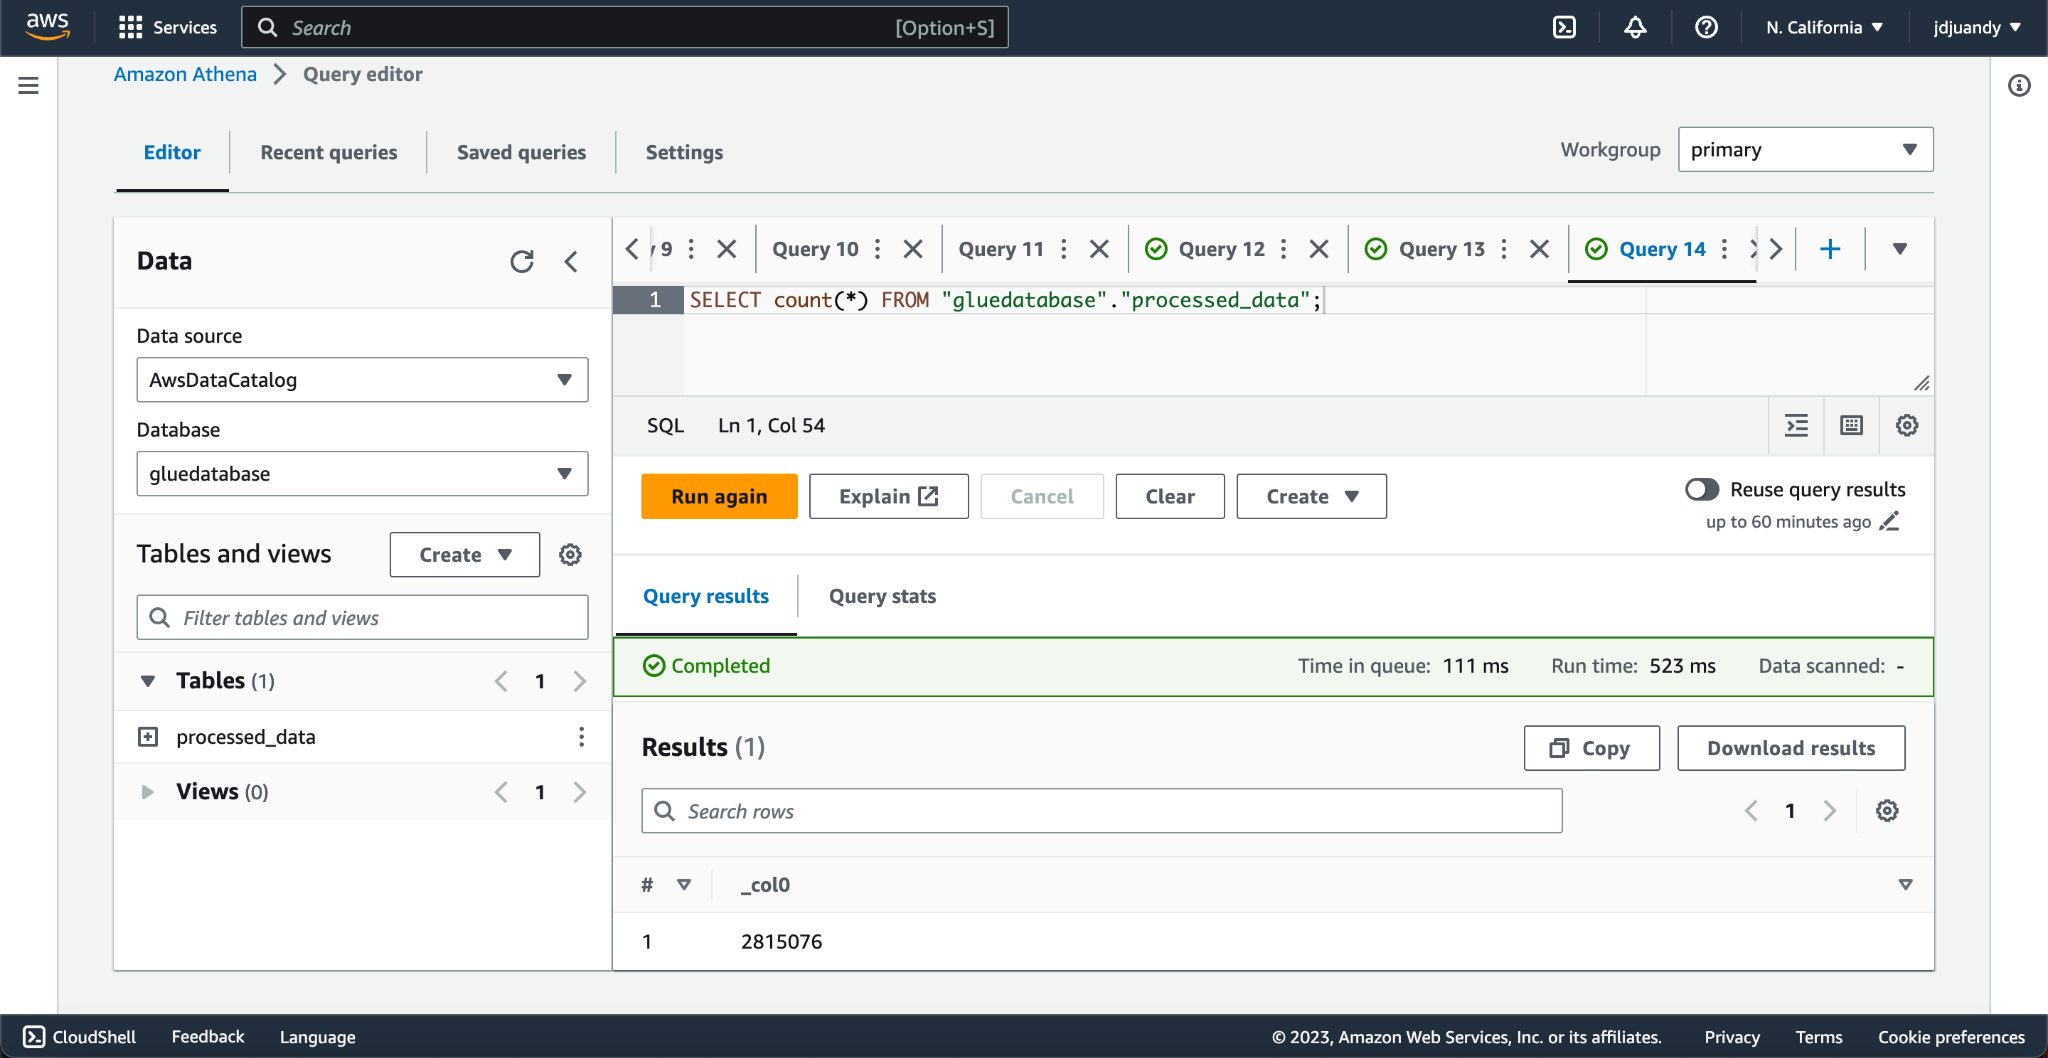 aws
Services
Search [Option+S]
N. California
jdjuandy
Amazon Athena
Query editor
Editor
Recent queries
Saved queries
Settings
Workgroup
primary
Data
9
Query 10
Query 11
Query 12
Query 13
Query 14
1 SELECT count(*) FROM "gluedatabase"."processed_data";
Data source
AwsDataCatalog
Database
gluedatabase
SQL Ln 1, Col 54
Run again
Explain
Cancel
Clear
Create
Reuse query results
up to 60 minutes ago
Tables and views
Create
Filter tables and views
Tables (1)
1
processed_data
Views (0)
1
Query results
Query stats
Completed
Time in queue: 111 ms
Run time: 523 ms
Data scanned: -
Results (1)
Copy
Download results
Search rows
1
# _col0
1 2815076
CloudShell
Feedback
Language
© 2023, Amazon Web Services, Inc. or its affiliates.
Privacy
Terms
Cookie preferences